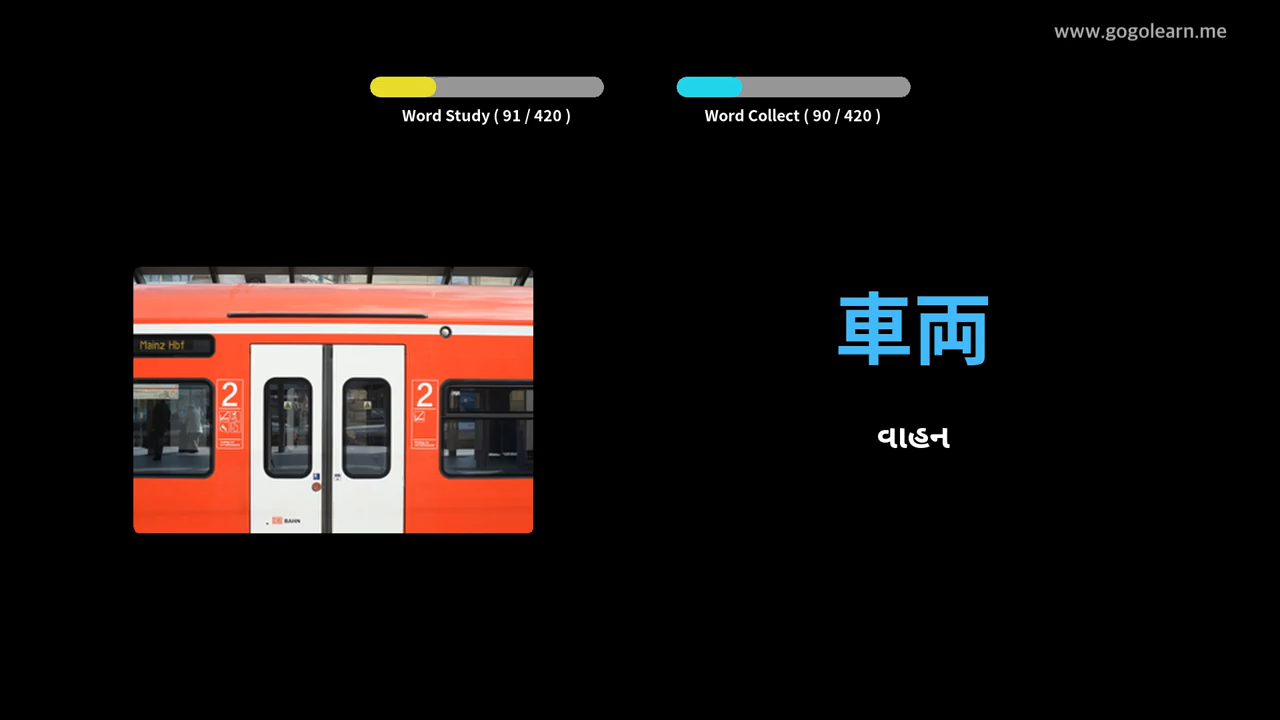 www.gogolearn.me
Word Study ( 91 / 420 )
Word Collect ( 90 / 420 )
Mainz Hbf
2
2
BAHN
車両
વાહન